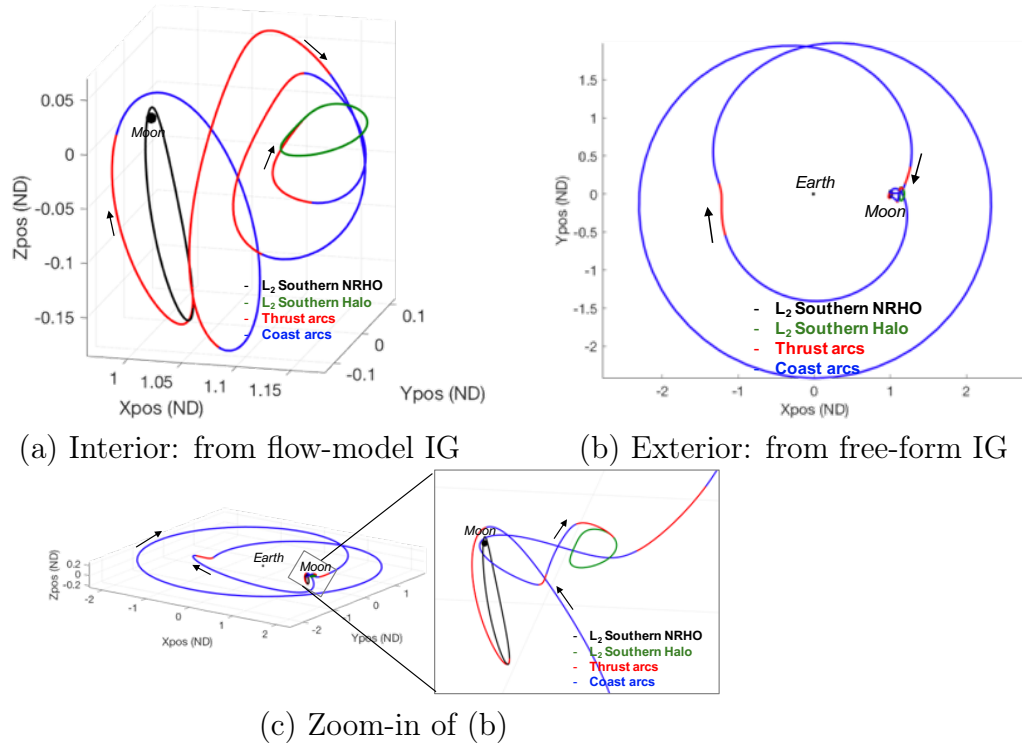 0.05
0
-0.05
-0.1
-0.15
Zpos (ND)
Moon
- L₂ Southern NRHO
- L₂ Southern Halo
- Thrust arcs
- Coast arcs
1
1.05
1.1
1.15
Xpos (ND)
-0.1
0
0.1
Ypos (ND)
(a) Interior: from flow-model IG
1.5
1
0.5
0
-0.5
-1
-1.5
-2
Ypos (ND)
Earth
Moon
- L₂ Southern NRHO
- L₂ Southern Halo
- Thrust arcs
- Coast arcs
-2
-1
0
1
2
Xpos (ND)
(b) Exterior: from free-form IG
0.2
0
-0.2
Zpos (ND)
Earth
Moon
-2
-1
0
1
2
Xpos (ND)
-2
-1
0
1
Ypos (ND)
Moon
- L₂ Southern NRHO
- L₂ Southern Halo
- Thrust arcs
- Coast arcs
(c) Zoom-in of (b)